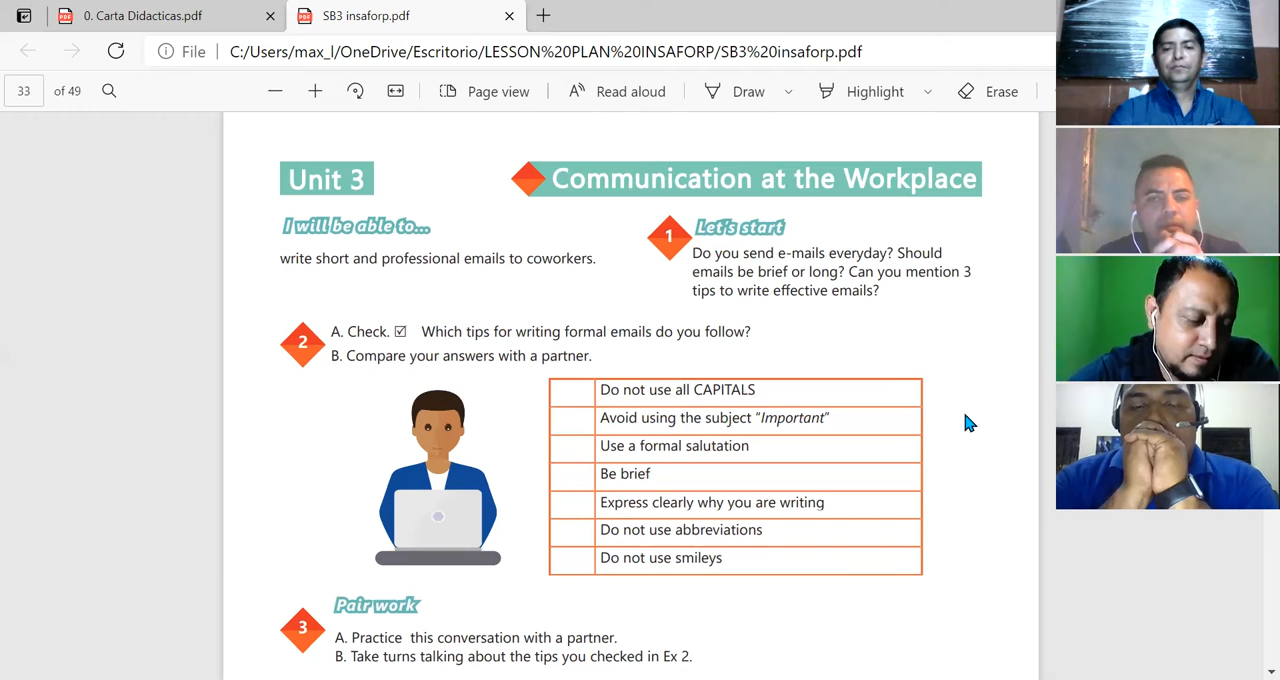 0. Carta Didacticas.pdf
SB3 insaforp.pdf
File
C:/Users/max_l/OneDrive/Escritorio/LESSON%20PLAN%20INSAFORP/SB3%20insaforp.pdf
33 of 49
Page view
Read aloud
Draw
Highlight
Erase
Unit 3
Communication at the Workplace
I will be able to...
write short and professional emails to coworkers.
1
Let's start
Do you send e-mails everyday? Should
emails be brief or long? Can you mention 3
tips to write effective emails?
2
A. Check. ☑ Which tips for writing formal emails do you follow?
B. Compare your answers with a partner.
Do not use all CAPITALS
Avoid using the subject “Important”
Use a formal salutation
Be brief
Express clearly why you are writing
Do not use abbreviations
Do not use smileys
3
Pair work
A. Practice this conversation with a partner.
B. Take turns talking about the tips you checked in Ex 2.